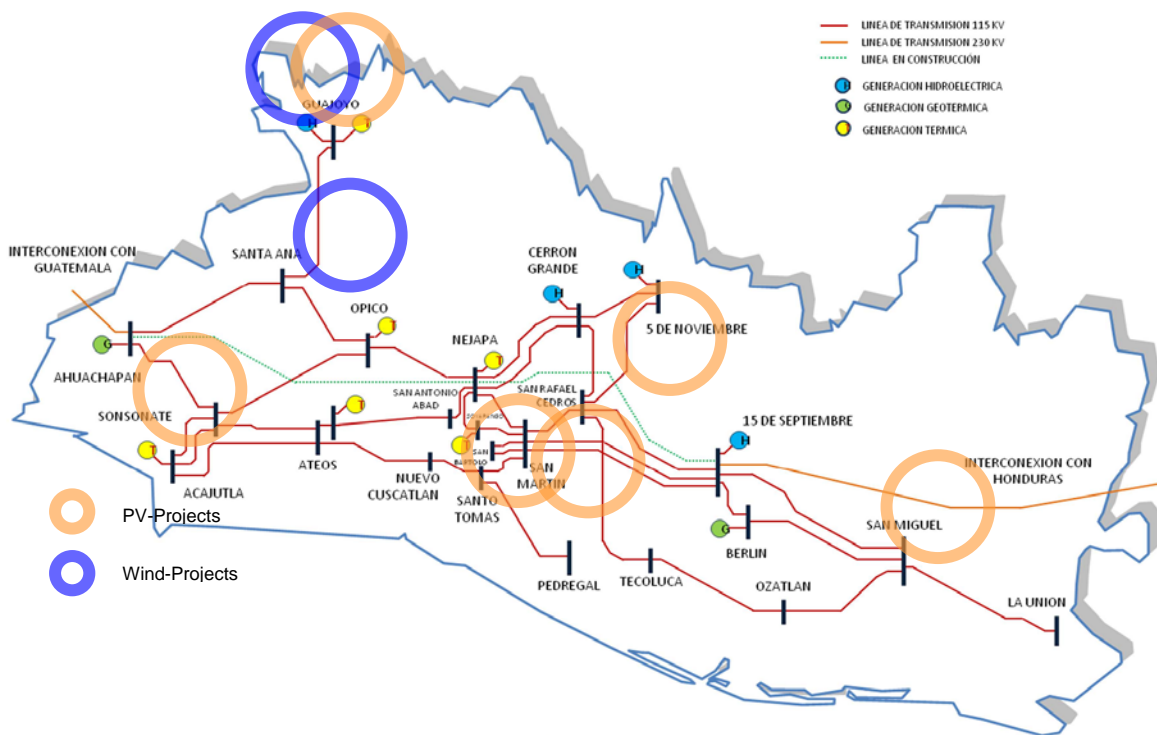 LINEA DE TRANSMISION 115 KV
LINEA DE TRANSMISION 230 KV
LINEA EN CONSTRUCCIÓN
H GENERACION HIDROELECTRICA
G GENERACION GEOTERMICA
T GENERACION TERMICA
GUAJOYO
H
T
INTERCONEXION CON
GUATEMALA
SANTA ANA
CERRON
GRANDE
H
H
OPICO
T
NEJAPA
T
5 DE NOVIEMBRE
G
AHUACHAPAN
SAN ANTONIO
ABAD
SAN RAFAEL
CEDROS
SONSONATE
T
T
ATEOS
T
SAN
BARTOLO
SAN
MARTIN
15 DE SEPTIEMBRE
H
INTERCONEXION CON
HONDURAS
ACAJUTLA
NUEVO
CUSCATLAN
SANTO
TOMAS
G
BERLIN
SAN MIGUEL
PV-Projects
Wind-Projects
PEDREGAL
TECOLUCA
OZATLAN
LA UNION